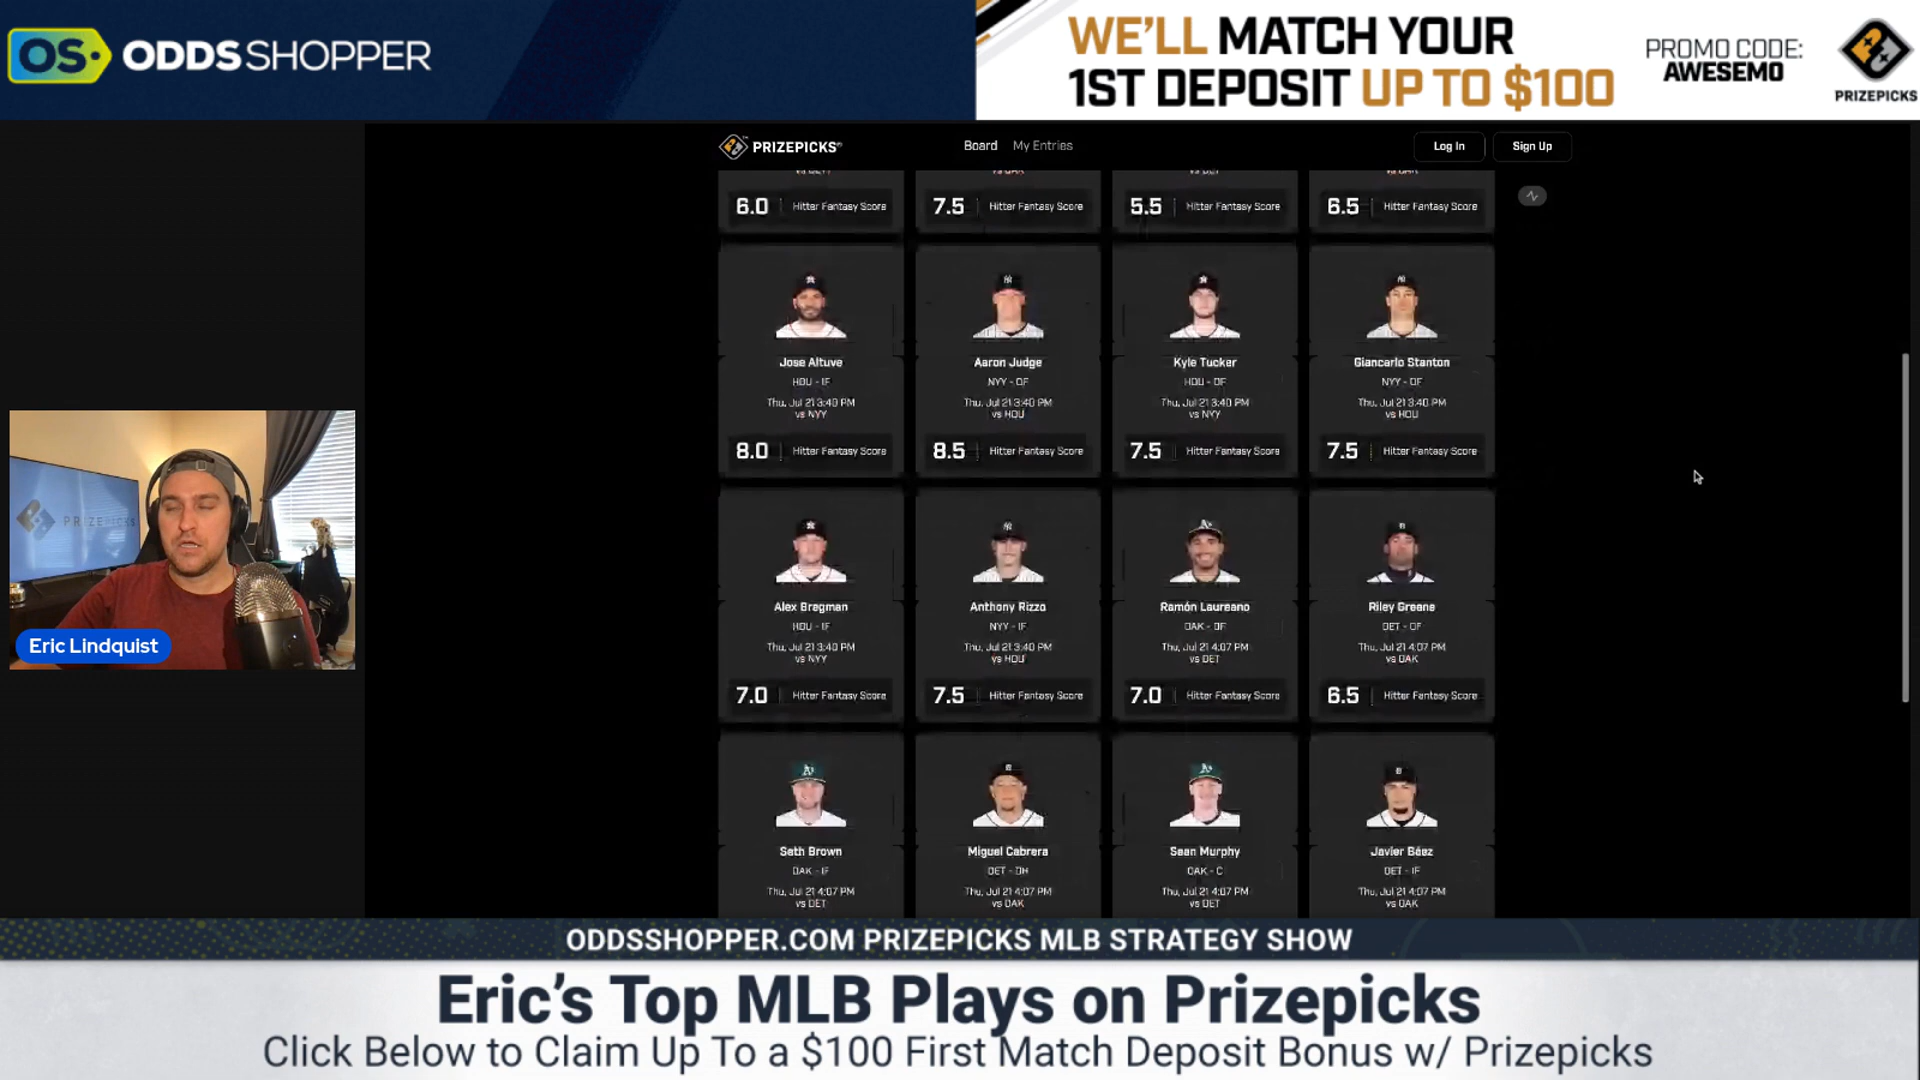 OS.
ODDSSHOPPER
WE'LL MATCH YOUR
1ST DEPOSIT UP TO $100
PROMO CODE:
AWESEMO
PRIZEPICKS
PRIZEPICKS
Board
My Entries
Log In
Sign Up
6.0 Hitter Fantasy Score
7.5 Hitter Fantasy Score
5.5 Hitter Fantasy Score
6.5 Hitter Fantasy Score
Jose Altuve
HOU - IF
Thu, Jul 21 3:40 PM
vs NYY
8.0 Hitter Fantasy Score
Aaron Judge
NYY - OF
Thu, Jul 21 3:40 PM
vs HOU
8.5 Hitter Fantasy Score
Kyle Tucker
HOU - OF
Thu, Jul 21 3:40 PM
vs NYY
7.5 Hitter Fantasy Score
Giancarlo Stanton
NYY - OF
Thu, Jul 21 3:40 PM
vs HOU
7.5 Hitter Fantasy Score
Alex Bregman
HOU - IF
Thu, Jul 21 3:40 PM
vs NYY
7.0 Hitter Fantasy Score
Anthony Rizzo
NYY - IF
Thu, Jul 21 3:40 PM
vs HOU
7.5 Hitter Fantasy Score
Ramón Laureano
OAK - OF
Thu, Jul 21 4:07 PM
vs DET
7.0 Hitter Fantasy Score
Riley Greene
DET - OF
Thu, Jul 21 4:07 PM
vs OAK
6.5 Hitter Fantasy Score
Seth Brown
OAK - IF
Thu, Jul 21 4:07 PM
vs DET
Miguel Cabrera
DET - DH
Thu, Jul 21 4:07 PM
vs OAK
Sean Murphy
OAK - C
Thu, Jul 21 4:07 PM
vs DET
Javier Báez
DET - IF
Thu, Jul 21 4:07 PM
vs OAK
PRIZEPICKS
Eric Lindquist
ODDSSHOPPER.COM PRIZEPICKS MLB STRATEGY SHOW
Eric's Top MLB Plays on Prizepicks
Click Below to Claim Up To a $100 First Match Deposit Bonus w/ Prizepicks